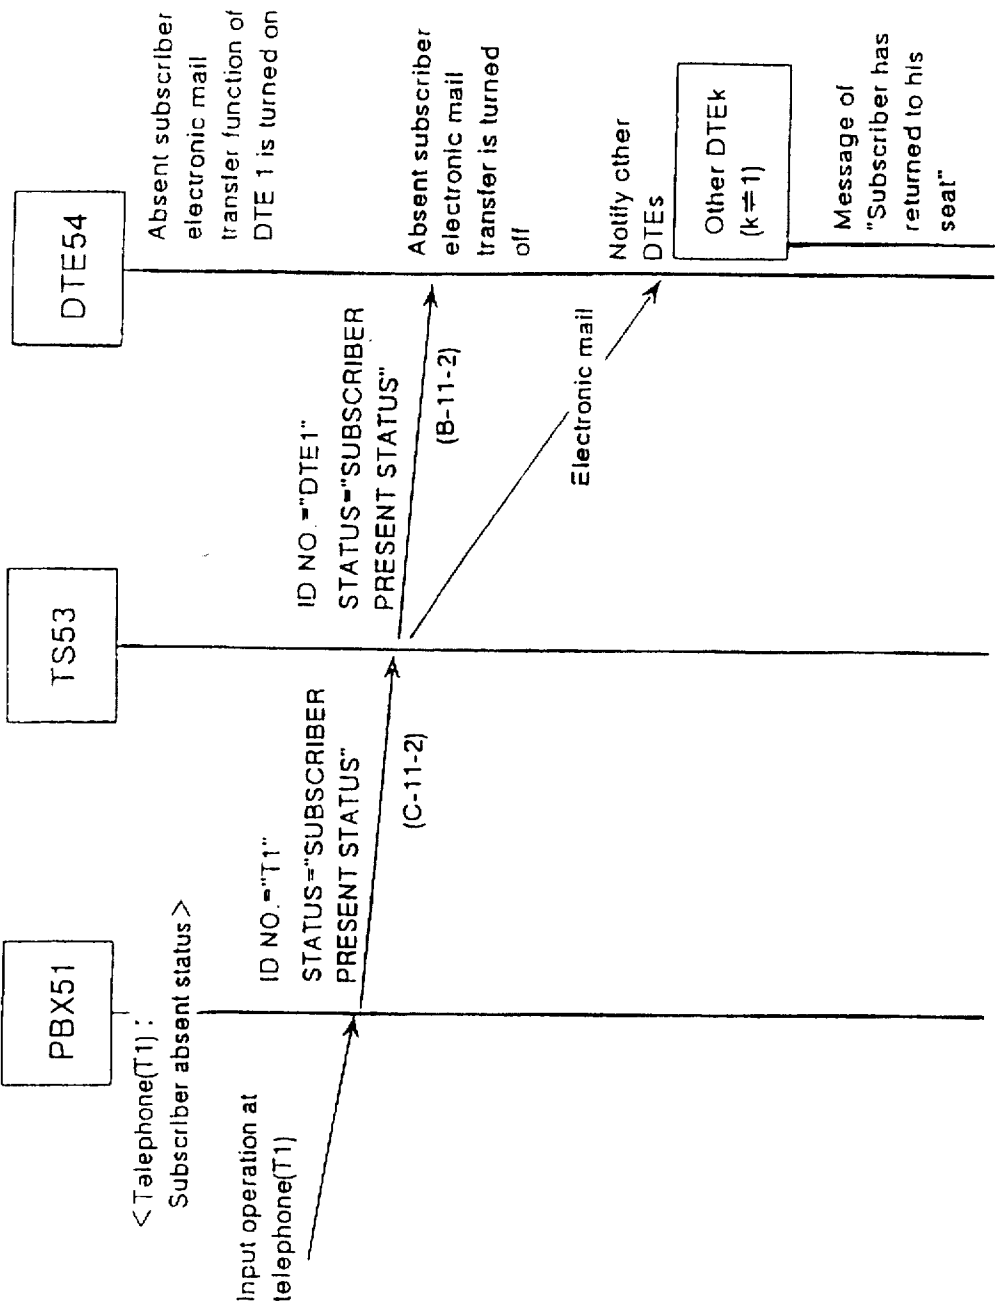 PBX51
TS53
DTE54
<Telephone(T1):
Subscriber absent status>
Absent subscriber
electronic mail
transfer function of
DTE 1 is turned on
Input operation at
telephone(T1)
ID NO.="T1"
STATUS="SUBSCRIBER
PRESENT STATUS"
(C-11-2)
ID NO.="DTE1"
STATUS="SUBSCRIBER
PRESENT STATUS"
(B-11-2)
Absent subscriber
electronic mail
transfer is turned
off
Electronic mail
Notify other
DTEs
Other DTEk
(k≠1)
Message of
"Subscriber has
returned to his
seat"